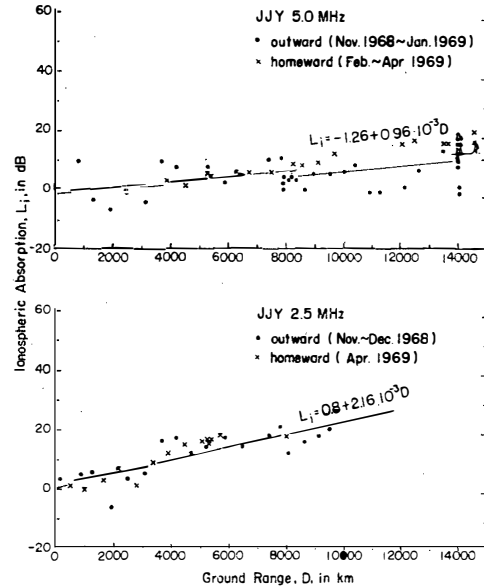 60
JJY 5.0 MHz
• outward (Nov. 1968~Jan. 1969)
× homeward (Feb.~Apr 1969)
40
20
Li=-1.26+0.96·10⁻³D
0
-20
0 2000 4000 6000 8000 10000 12000 14000
Ionospheric Absorption, Li, in dB
60
JJY 2.5 MHz
• outward (Nov.~Dec. 1968)
× homeward (Apr. 1969)
40
Li=0.8+2.16·10⁻³D
20
0
-20
0 2000 4000 6000 8000 10000 12000 14000
Ground Range, D, in km